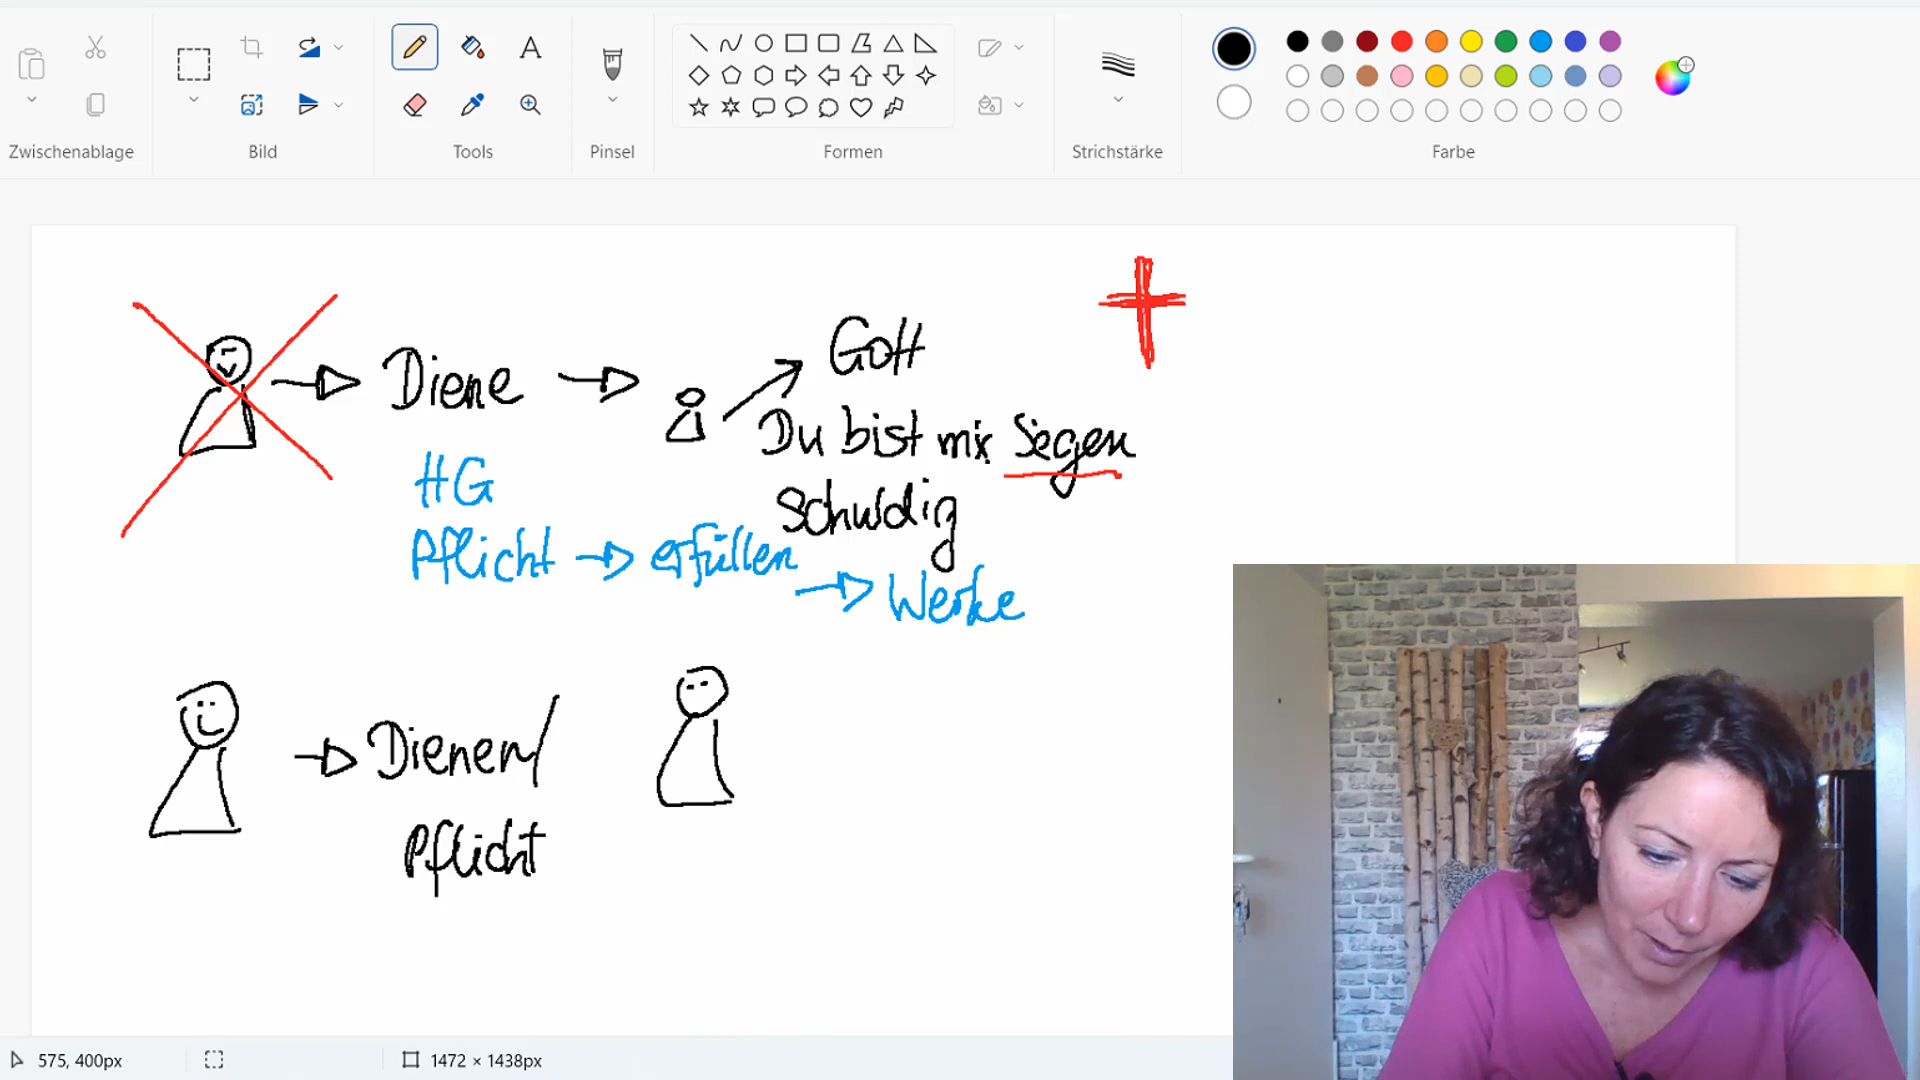 Zwischenablage
Bild
Tools
Pinsel
Formen
Strichstärke
Farbe
Gott
Diene
Du bist mir Segen
schuldig
HG
Pflicht → erfüllen
→ Werke
Dienen/
Pflicht
575, 400px
1472 × 1438px